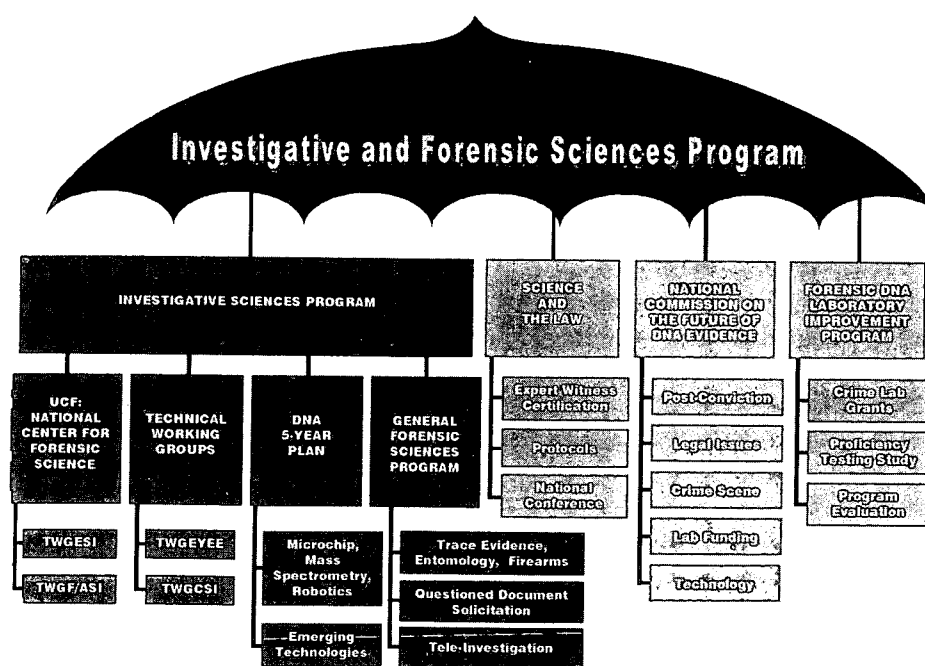 Investigative and Forensic Sciences Program
INVESTIGATIVE SCIENCES PROGRAM
UCF:
NATIONAL
CENTER FOR
FORENSIC
SCIENCE
TWGESI
TWGF/ASI
TECHNICAL
WORKING
GROUPS
TWGEYEE
TWGCSI
DNA
5-YEAR
PLAN
Microchip,
Mass
Spectrometry,
Robotics
Emerging
Technologies
GENERAL
FORENSIC
SCIENCES
PROGRAM
Trace Evidence,
Entomology, Firearms
Questioned Document
Solicitation
Tele-Investigation
SCIENCE
AND
THE LAW
Expert Witness
Certification
Protocols
National
Conference
NATIONAL
COMMISSION ON
THE FUTURE OF
DNA EVIDENCE
Post-Conviction
Legal Issues
Crime Scene
Lab Funding
Technology
FORENSIC DNA
LABORATORY
IMPROVEMENT
PROGRAM
Crime Lab
Grants
Proficiency
Testing Study
Program
Evaluation